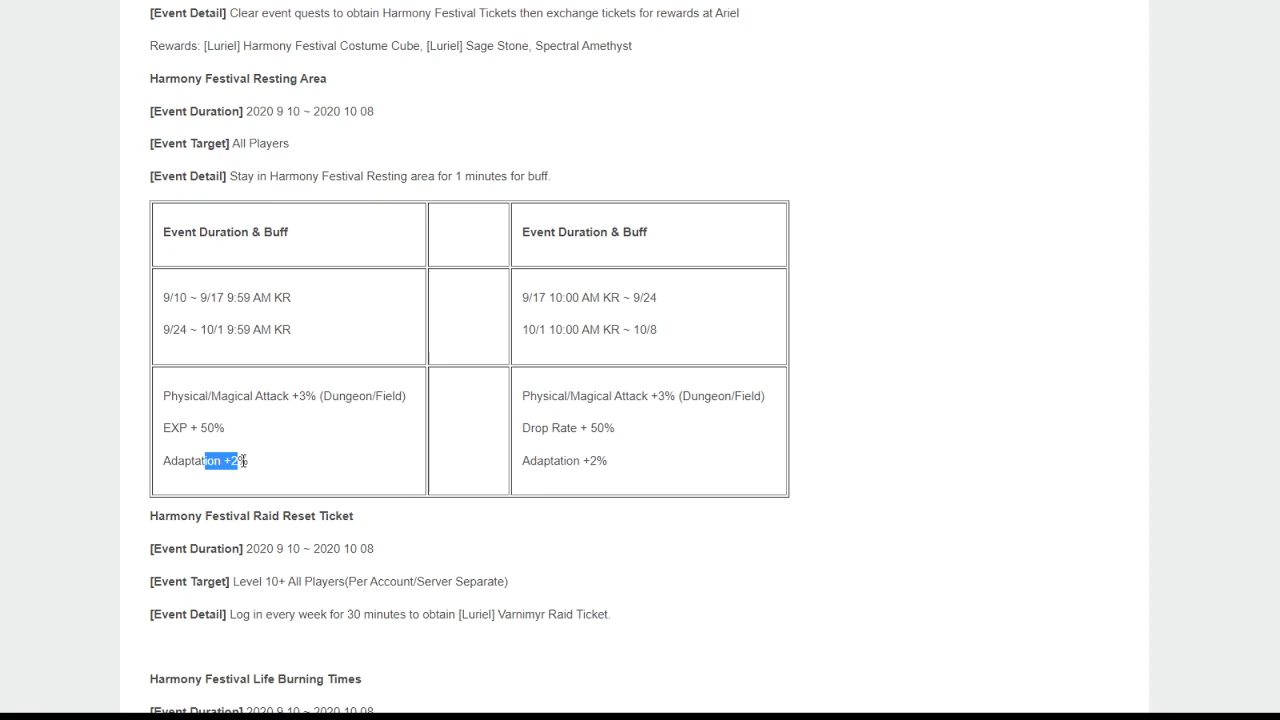 [Event Detail] Clear event quests to obtain Harmony Festival Tickets then exchange tickets for rewards at Ariel
Rewards: [Luriel] Harmony Festival Costume Cube, [Luriel] Sage Stone, Spectral Amethyst
Harmony Festival Resting Area
[Event Duration] 2020 9 10 ~ 2020 10 08
[Event Target] All Players
[Event Detail] Stay in Harmony Festival Resting area for 1 minutes for buff.
Event Duration & Buff
Event Duration & Buff
9/10 ~ 9/17 9:59 AM KR
9/24 ~ 10/1 9:59 AM KR
9/17 10:00 AM KR ~ 9/24
10/1 10:00 AM KR ~ 10/8
Physical/Magical Attack +3% (Dungeon/Field)
EXP + 50%
Adaptation +2%
Physical/Magical Attack +3% (Dungeon/Field)
Drop Rate + 50%
Adaptation +2%
Harmony Festival Raid Reset Ticket
[Event Duration] 2020 9 10 ~ 2020 10 08
[Event Target] Level 10+ All Players(Per Account/Server Separate)
[Event Detail] Log in every week for 30 minutes to obtain [Luriel] Varnimyr Raid Ticket.
Harmony Festival Life Burning Times
[Event Duration] 2020 9 10 ~ 2020 10 08